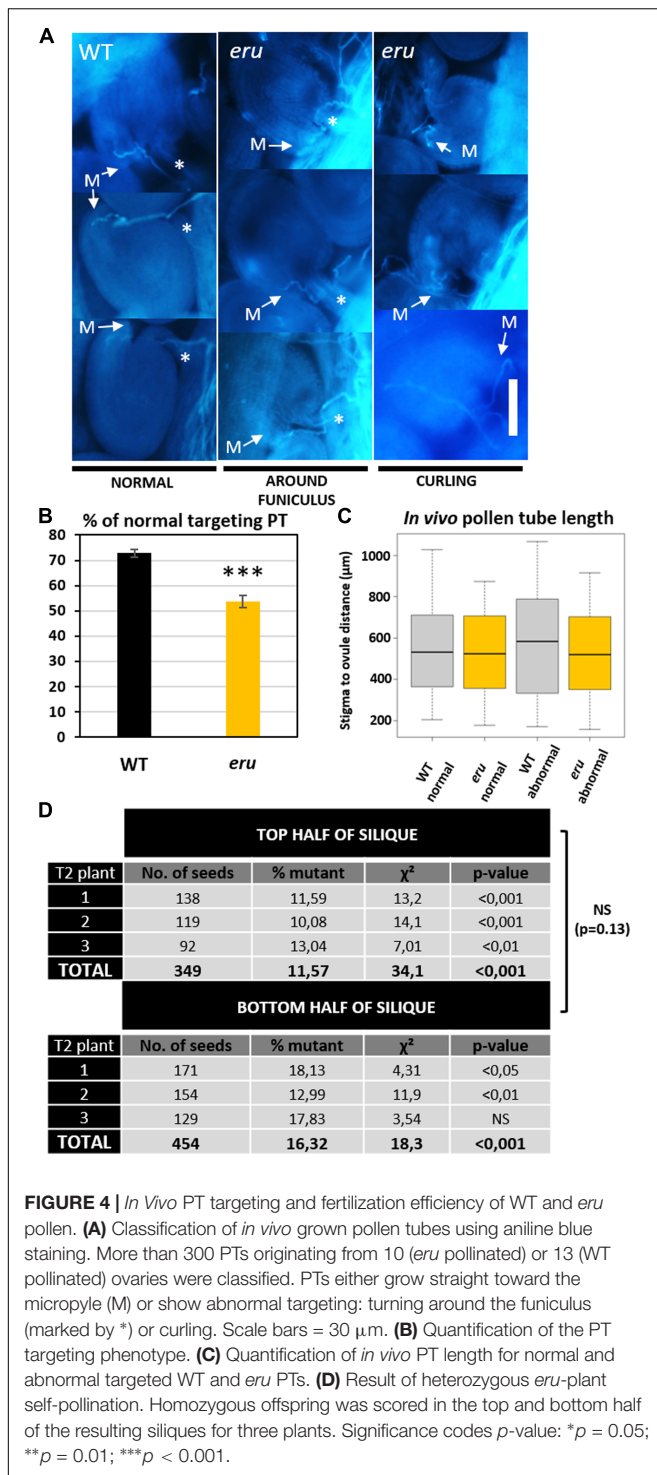 A
WT
eru
eru
*
M
*
M
M
M
*
*
M
M
M
*
M
*
M
NORMAL
AROUND
FUNICULUS
CURLING
B
% of normal targeting PT
80
70
60
50
40
30
20
10
0
***
WT
eru
C
In vivo pollen tube length
Stigma to ovule distance (µm)
1000
800
600
400
200
WT normal
eru normal
WT abnormal
eru abnormal
D
TOP HALF OF SILIQUE
T2 plant No. of seeds % mutant χ² p-value
1 138 11,59 13,2 <0,001
2 119 10,08 14,1 <0,001
3 92 13,04 7,01 <0,01
TOTAL 349 11,57 34,1 <0,001
NS
(p=0.13)
BOTTOM HALF OF SILIQUE
T2 plant No. of seeds % mutant χ² p-value
1 171 18,13 4,31 <0,05
2 154 12,99 11,9 <0,01
3 129 17,83 3,54 NS
TOTAL 454 16,32 18,3 <0,001
FIGURE 4 | In Vivo PT targeting and fertilization efficiency of WT and eru
pollen. (A) Classification of in vivo grown pollen tubes using aniline blue
staining. More than 300 PTs originating from 10 (eru pollinated) or 13 (WT
pollinated) ovaries were classified. PTs either grow straight toward the
micropyle (M) or show abnormal targeting: turning around the funiculus
(marked by *) or curling. Scale bars = 30 µm. (B) Quantification of the PT
targeting phenotype. (C) Quantification of in vivo PT length for normal and
abnormal targeted WT and eru PTs. (D) Result of heterozygous eru-plant
self-pollination. Homozygous offspring was scored in the top and bottom half
of the resulting siliques for three plants. Significance codes p-value: *p = 0.05;
**p = 0.01; ***p < 0.001.